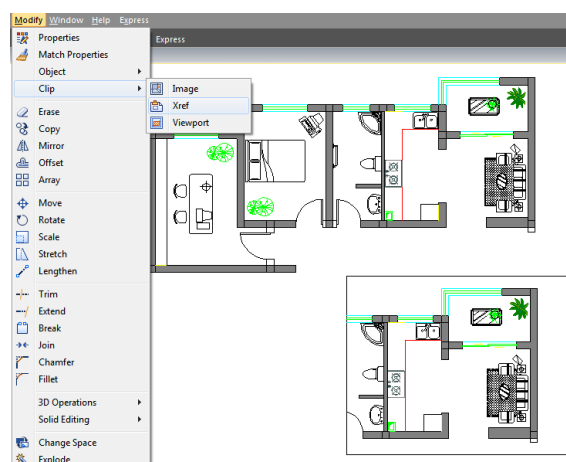 Modify Window Help Express
Properties
Express
Match Properties
Object
Clip
Image
Xref
Viewport
Erase
Copy
Mirror
Offset
Array
Move
Rotate
Scale
Stretch
Lengthen
Trim
Extend
Break
Join
Chamfer
Fillet
3D Operations
Solid Editing
Change Space
Explode